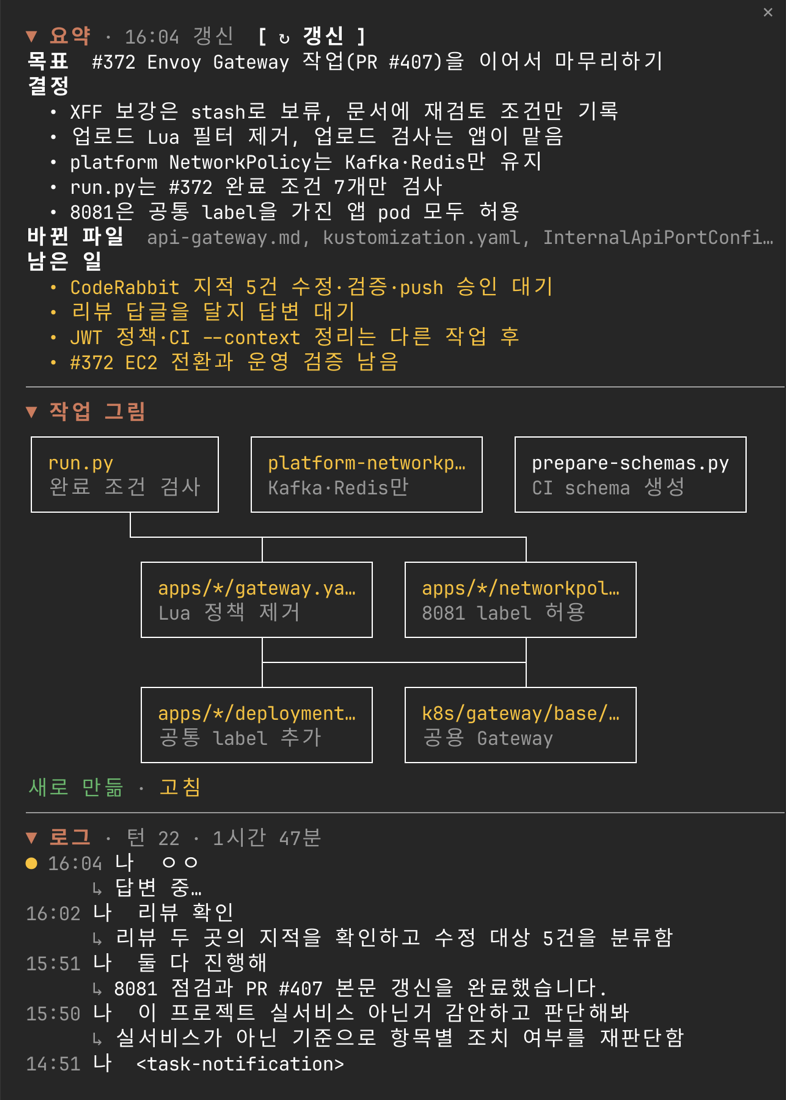 ×
▼ 요약 · 16:04 갱신 [ ↻ 갱신 ]
목표 #372 Envoy Gateway 작업(PR #407)을 이어서 마무리하기
결정
• XFF 보강은 stash로 보류, 문서에 재검토 조건만 기록
• 업로드 Lua 필터 제거, 업로드 검사는 앱이 맡음
• platform NetworkPolicy는 Kafka·Redis만 유지
• run.py는 #372 완료 조건 7개만 검사
• 8081은 공통 label을 가진 앱 pod 모두 허용
바뀐 파일 api-gateway.md, kustomization.yaml, InternalApiPortConfi…
남은 일
• CodeRabbit 지적 5건 수정·검증·push 승인 대기
• 리뷰 답글을 달지 답변 대기
• JWT 정책·CI --context 정리는 다른 작업 후
• #372 EC2 전환과 운영 검증 남음
▼ 작업 그림
run.py
완료 조건 검사
platform-networkp…
Kafka·Redis만
prepare-schemas.py
CI schema 생성
apps/*/gateway.ya…
Lua 정책 제거
apps/*/networkpol…
8081 label 허용
apps/*/deployment…
공통 label 추가
k8s/gateway/base/…
공용 Gateway
새로 만듦 · 고침
▼ 로그 · 턴 22 · 1시간 47분
● 16:04 나 ㅇㅇ
↳ 답변 중…
16:02 나 리뷰 확인
↳ 리뷰 두 곳의 지적을 확인하고 수정 대상 5건을 분류함
15:51 나 둘 다 진행해
↳ 8081 점검과 PR #407 본문 갱신을 완료했습니다.
15:50 나 이 프로젝트 실서비스 아닌거 감안하고 판단해봐
↳ 실서비스가 아닌 기준으로 항목별 조치 여부를 재판단함
14:51 나 <task-notification>